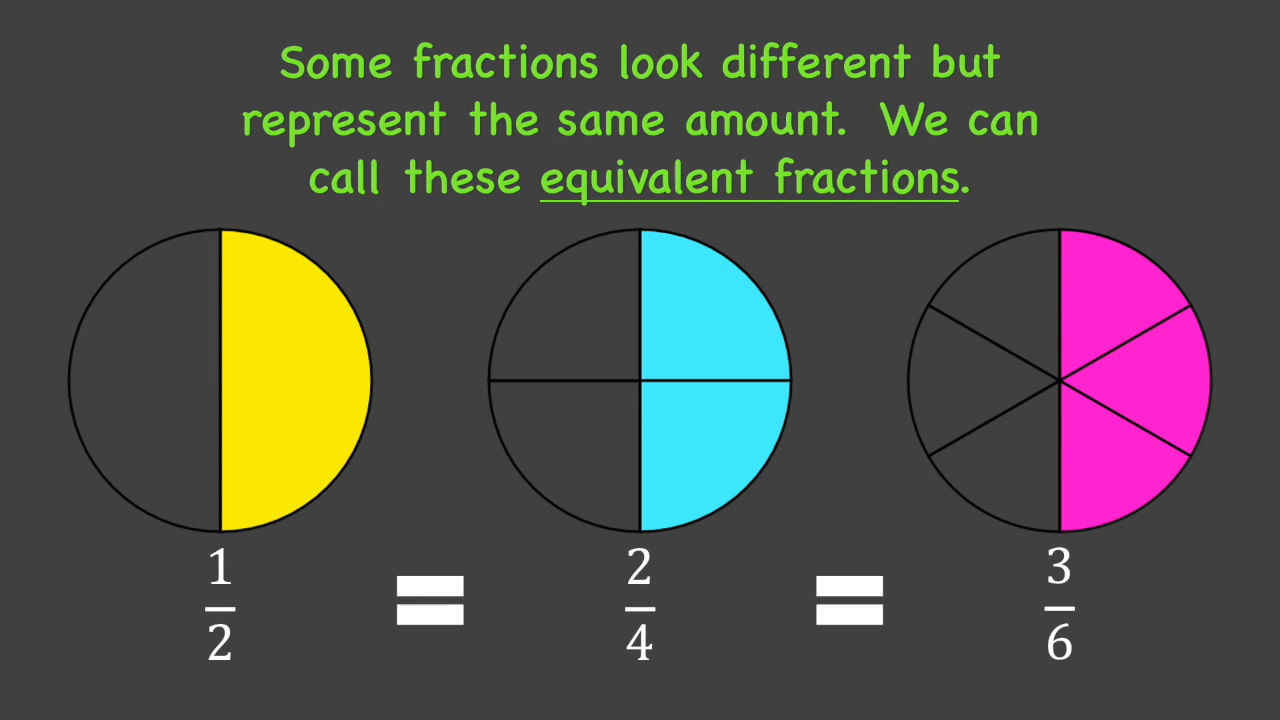 Some fractions look different but
represent the same amount. We can
call these equivalent fractions.
1/2 = 2/4 = 3/6